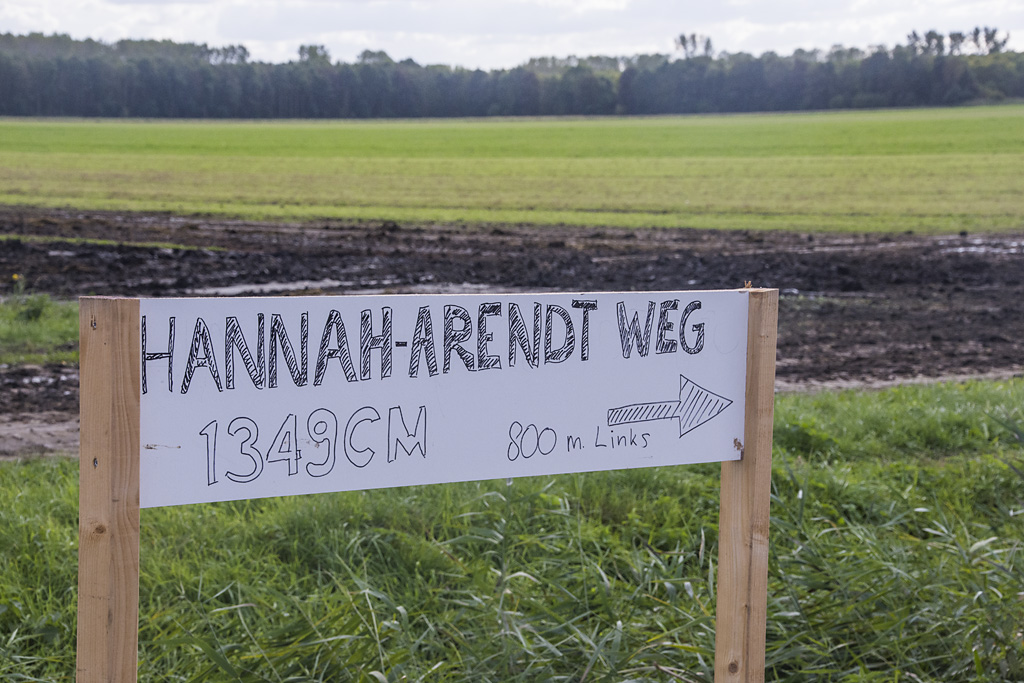 HANNAH-ARENDT WEG
1349CM
800 m. Links